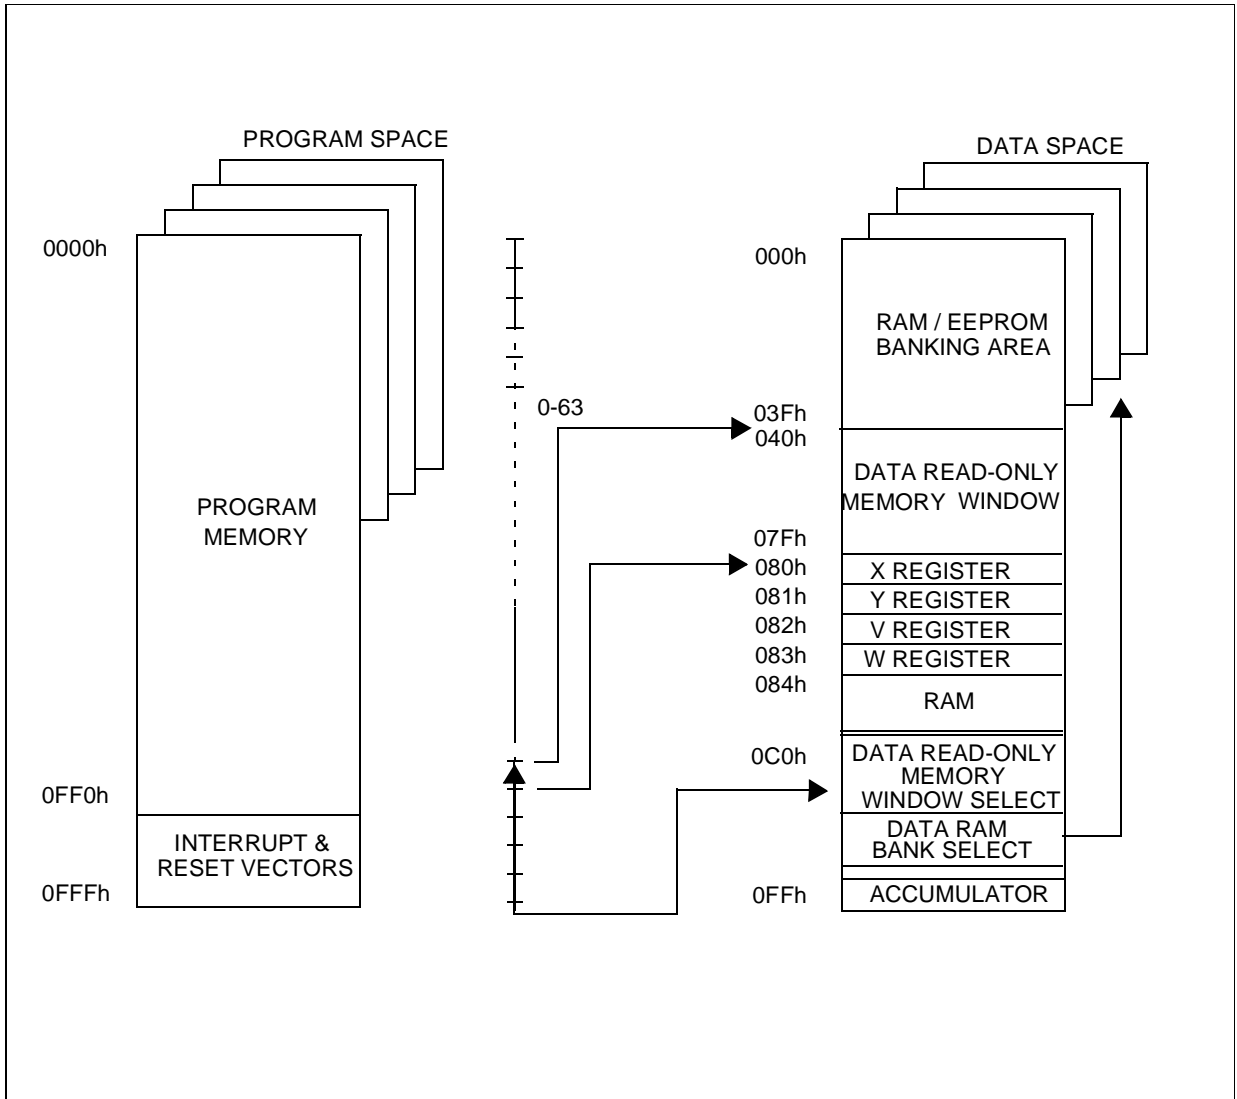 PROGRAM SPACE
0000h
PROGRAM
MEMORY
0FF0h
INTERRUPT &
RESET VECTORS
0FFFh
0-63
DATA SPACE
000h
RAM / EEPROM
BANKING AREA
03Fh
040h
DATA READ-ONLY
MEMORY WINDOW
07Fh
080h
X REGISTER
081h
Y REGISTER
082h
V REGISTER
083h
W REGISTER
084h
RAM
0C0h
DATA READ-ONLY
MEMORY
WINDOW SELECT
DATA RAM
BANK SELECT
0FFh
ACCUMULATOR